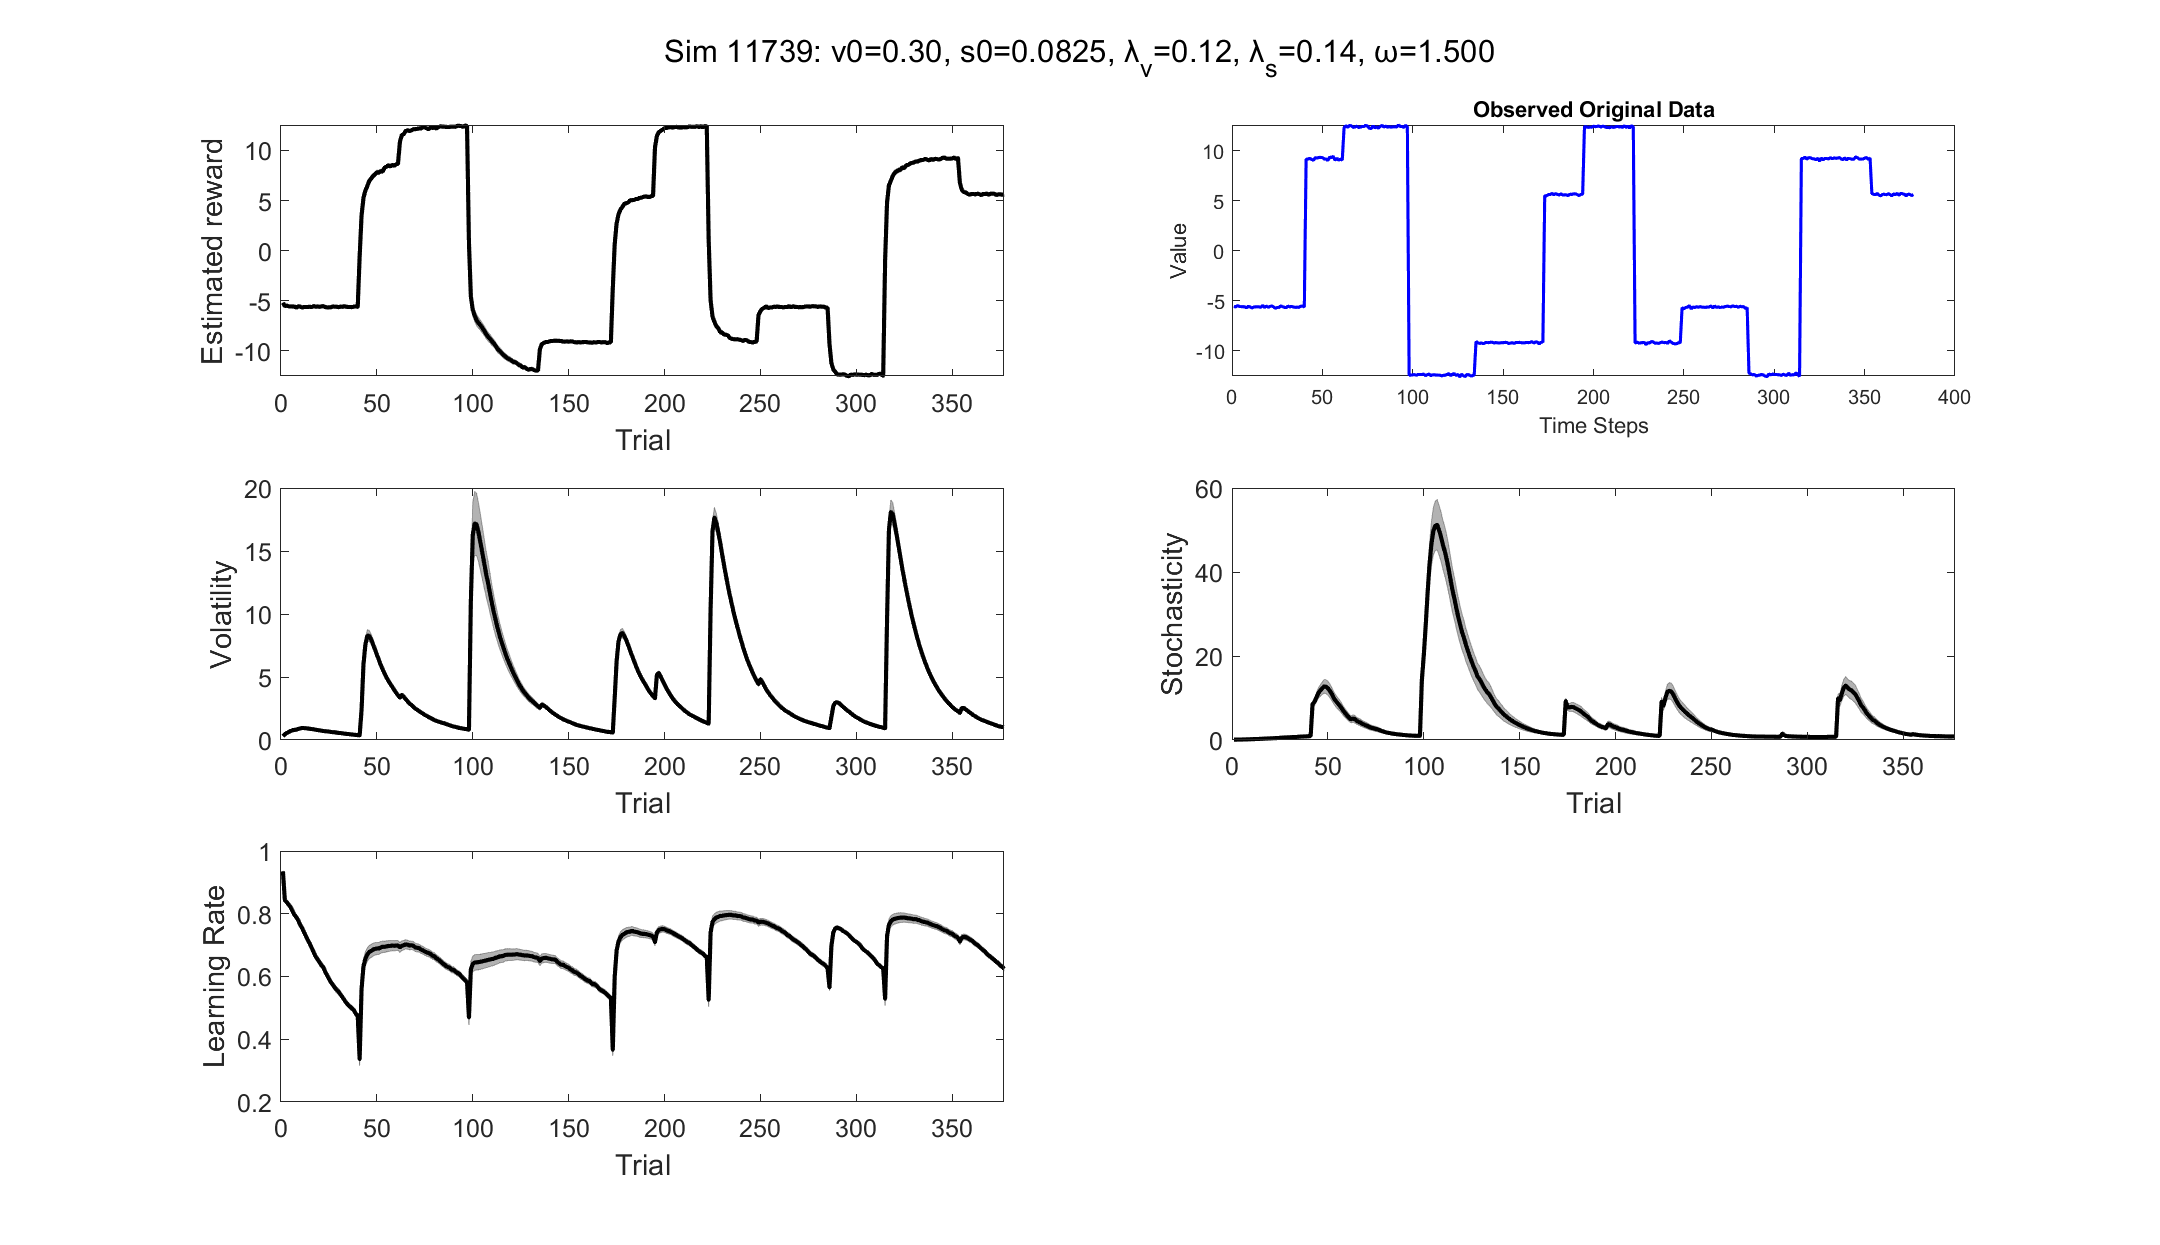 Sim 11739: v0=0.30, s0=0.0825, λ_v=0.12, λ_s=0.14, ω=1.500
Estimated reward
10
5
0
-5
-10
0 50 100 150 200 250 300 350
Trial
Observed Original Data
Value
10
5
0
-5
-10
0 50 100 150 200 250 300 350 400
Time Steps
Volatility
20
15
10
5
0
0 50 100 150 200 250 300 350
Trial
Stochasticity
60
40
20
0
0 50 100 150 200 250 300 350
Trial
Learning Rate
1
0.8
0.6
0.4
0.2
0 50 100 150 200 250 300 350
Trial